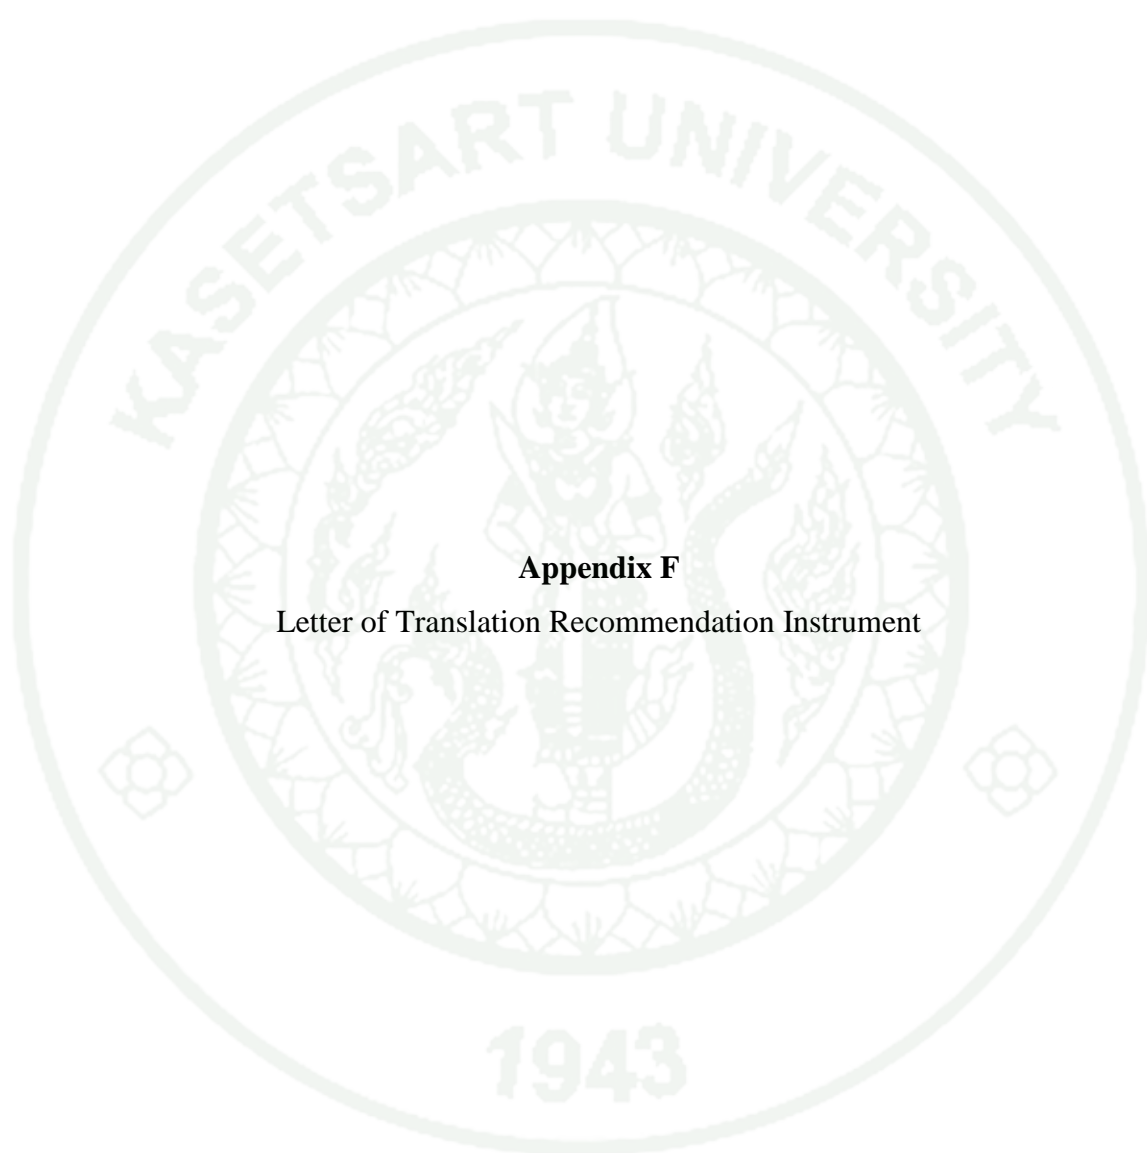 KASETSART UNIVERSITY
Appendix F
Letter of Translation Recommendation Instrument
1943